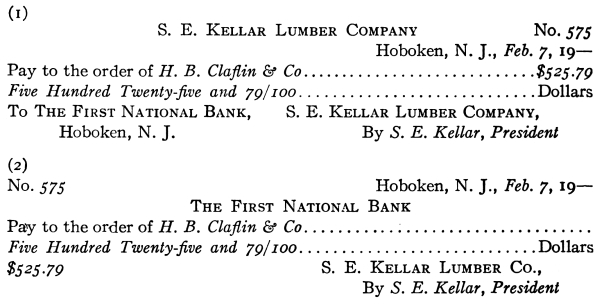 (1)
S. E. Kellar Lumber Company No. 575
Hoboken, N. J., Feb. 7, 19—
Pay to the order of H. B. Claflin & Co..............................$525.79
Five Hundred Twenty-five and 79/100..............................Dollars
To The First National Bank, S. E. Kellar Lumber Company,
Hoboken, N. J. By S. E. Kellar, President
(2)
No. 575 Hoboken, N. J., Feb. 7, 19—
The First National Bank
Pay to the order of H. B. Claflin & Co.....................................
Five Hundred Twenty-five and 79/100..............................Dollars
$525.79 S. E. Kellar Lumber Co.,
By S. E. Kellar, President